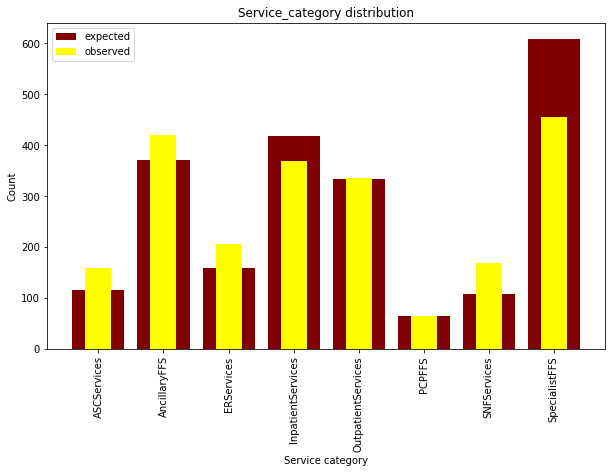 Service_category distribution
expected
observed
Count
600
500
400
300
200
100
0
ASCServices
AncillaryFFS
ERServices
InpatientServices
OutpatientServices
PCPFFS
SNFServices
SpecialistFFS
Service category